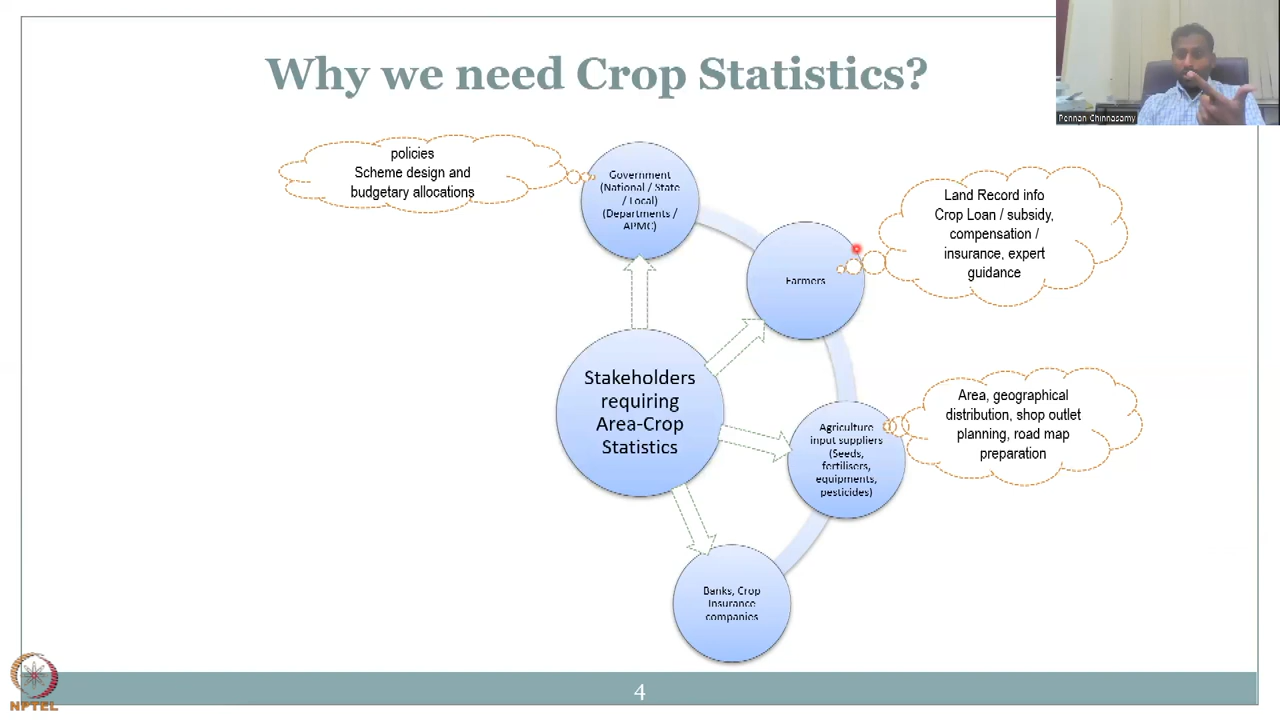 Why we need Crop Statistics?
Pennan Chinnasamy
policies
Scheme design and
budgetary allocations
Government
(National / State
/ Local)
(Departments /
APMC)
Land Record info
Crop Loan / subsidy,
compensation /
insurance, expert
guidance
Farmers
Stakeholders
requiring
Area-Crop
Statistics
Area, geographical
distribution, shop outlet
planning, road map
preparation
Agriculture
input suppliers
(Seeds,
fertilisers,
equipments,
pesticides)
Banks, Crop
Insurance
companies
NPTEL
4